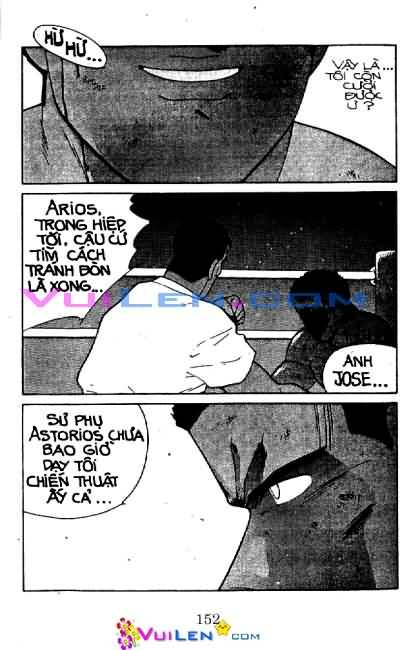 HỪ
HỪ...
VẬY LÀ...
TÔI CÒN
CƯỜI
ĐƯỢC
Ư ?
ARIOS,
TRONG HIỆP
TỚI, CẬU CỨ
TÌM CÁCH
TRÁNH ĐÒN
LÀ XONG...
VUILEN.COM
ANH
JOSE...
SƯ PHỤ
ASTORIOS CHƯA
BAO GIỜ
DẠY TÔI
CHIẾN THUẬT
ẤY CẢ...
152
VUILEN.COM